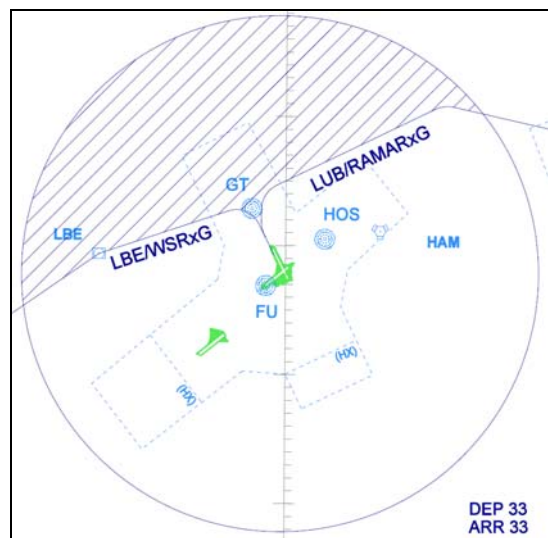 LUB/RAMARxG
GT
HOS
LBE
LBE/WSRxG
HAM
FU
(HX)
(HX)
DEP 33
ARR 33